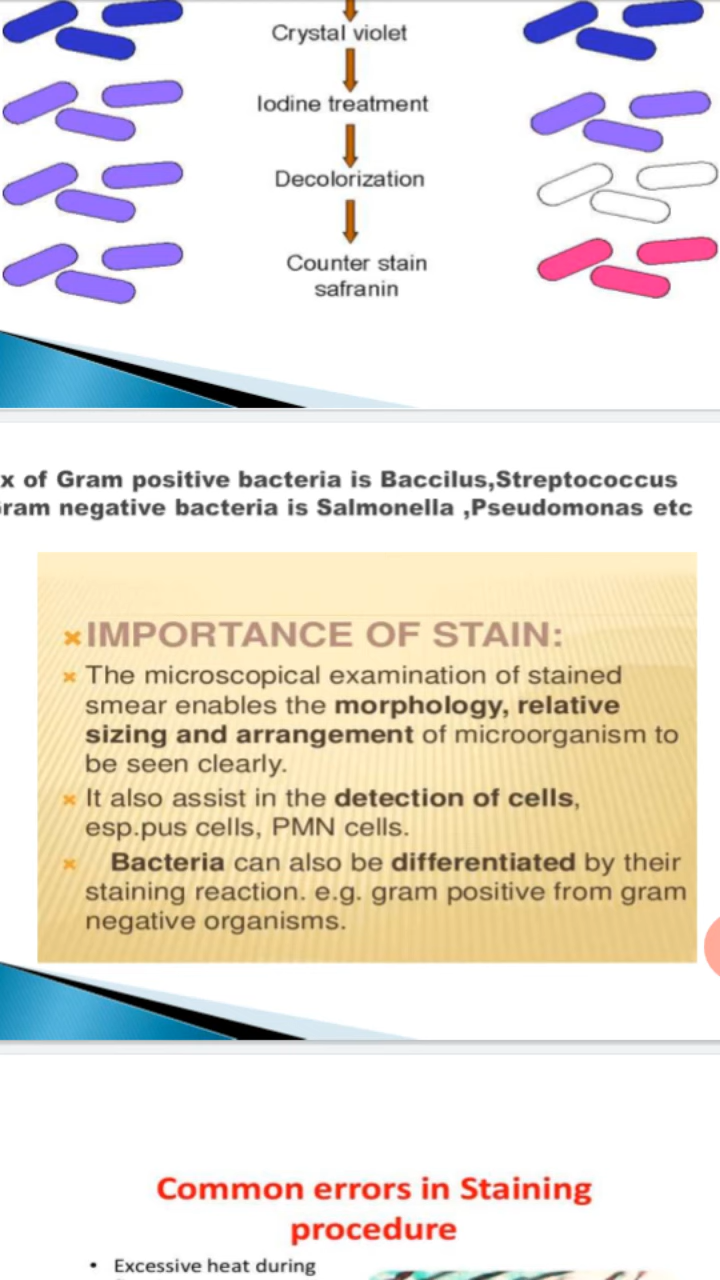 Crystal violet
Iodine treatment
Decolorization
Counter stain
safranin
x of Gram positive bacteria is Baccilus,Streptococcus
ram negative bacteria is Salmonella ,Pseudomonas etc
IMPORTANCE OF STAIN:
The microscopical examination of stained
smear enables the morphology, relative
sizing and arrangement of microorganism to
be seen clearly.
It also assist in the detection of cells,
esp.pus cells, PMN cells.
Bacteria can also be differentiated by their
staining reaction. e.g. gram positive from gram
negative organisms.
Common errors in Staining
procedure
• Excessive heat during